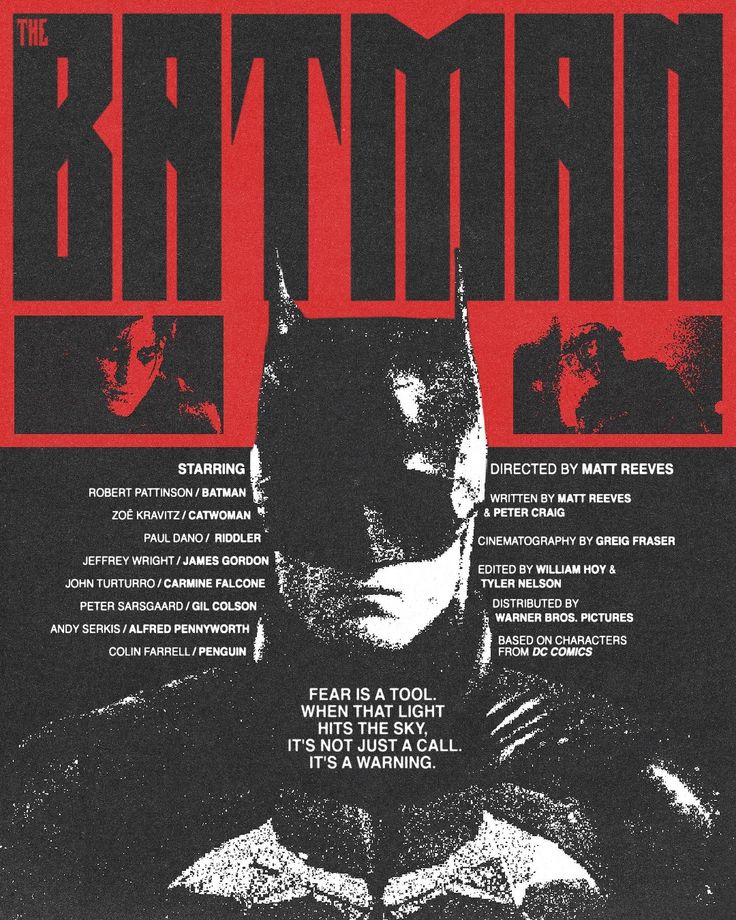 THE
BATMAN
STARRING
ROBERT PATTINSON / BATMAN
ZOË KRAVITZ / CATWOMAN
PAUL DANO / RIDDLER
JEFFREY WRIGHT / JAMES GORDON
JOHN TURTURRO / CARMINE FALCONE
PETER SARSGAARD / GIL COLSON
ANDY SERKIS / ALFRED PENNYWORTH
COLIN FARRELL / PENGUIN
DIRECTED BY MATT REEVES
WRITTEN BY MATT REEVES
& PETER CRAIG
CINEMATOGRAPHY BY GREIG FRASER
EDITED BY WILLIAM HOY &
TYLER NELSON
DISTRIBUTED BY
WARNER BROS. PICTURES
BASED ON CHARACTERS
FROM DC COMICS
FEAR IS A TOOL.
WHEN THAT LIGHT
HITS THE SKY,
IT'S NOT JUST A CALL.
IT'S A WARNING.